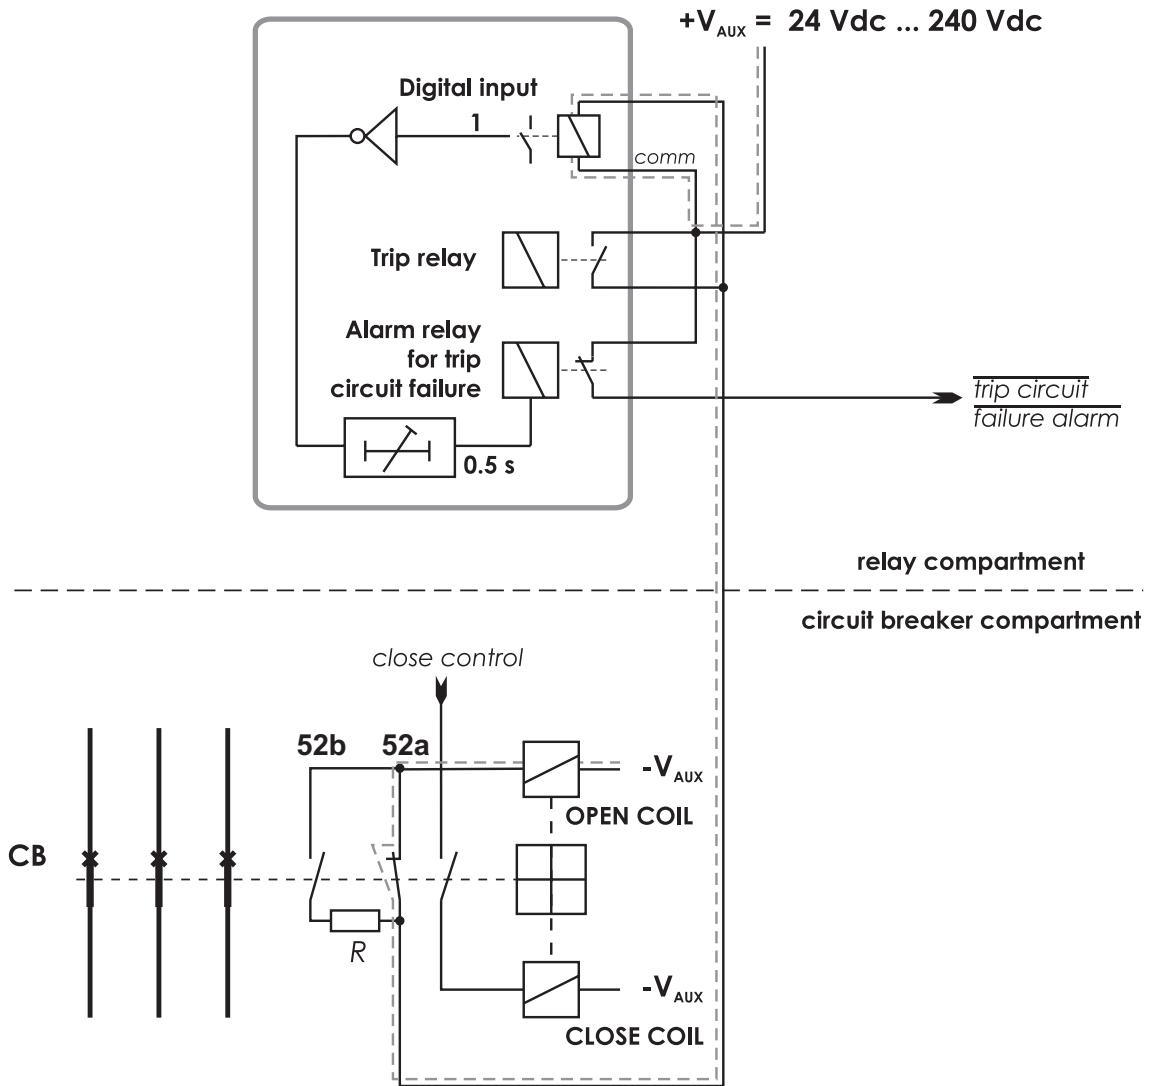 +VAUX = 24 Vdc ... 240 Vdc
Digital input
1
comm
Trip relay
Alarm relay
for trip
circuit failure
trip circuit
failure alarm
0.5 s
relay compartment
circuit breaker compartment
close control
52b 52a
-VAUX
OPEN COIL
CB
R
-VAUX
CLOSE COIL